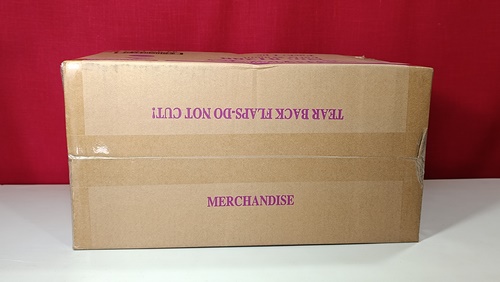 TEAR BACK FLAPS-DO NOT CUT!
MERCHANDISE